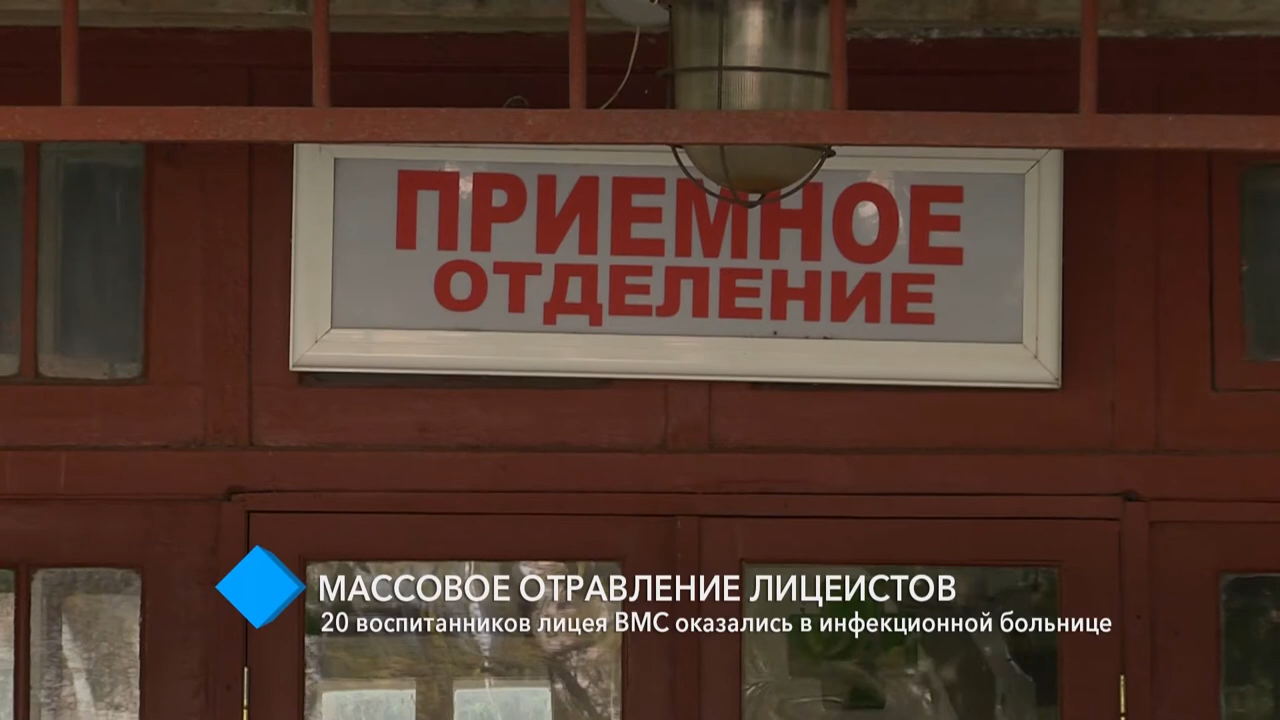 ПРИЕМНОЕ
ОТДЕЛЕНИЕ
МАССОВОЕ ОТРАВЛЕНИЕ ЛИЦЕИСТОВ
20 воспитанников лицея ВМС оказались в инфекционной больнице